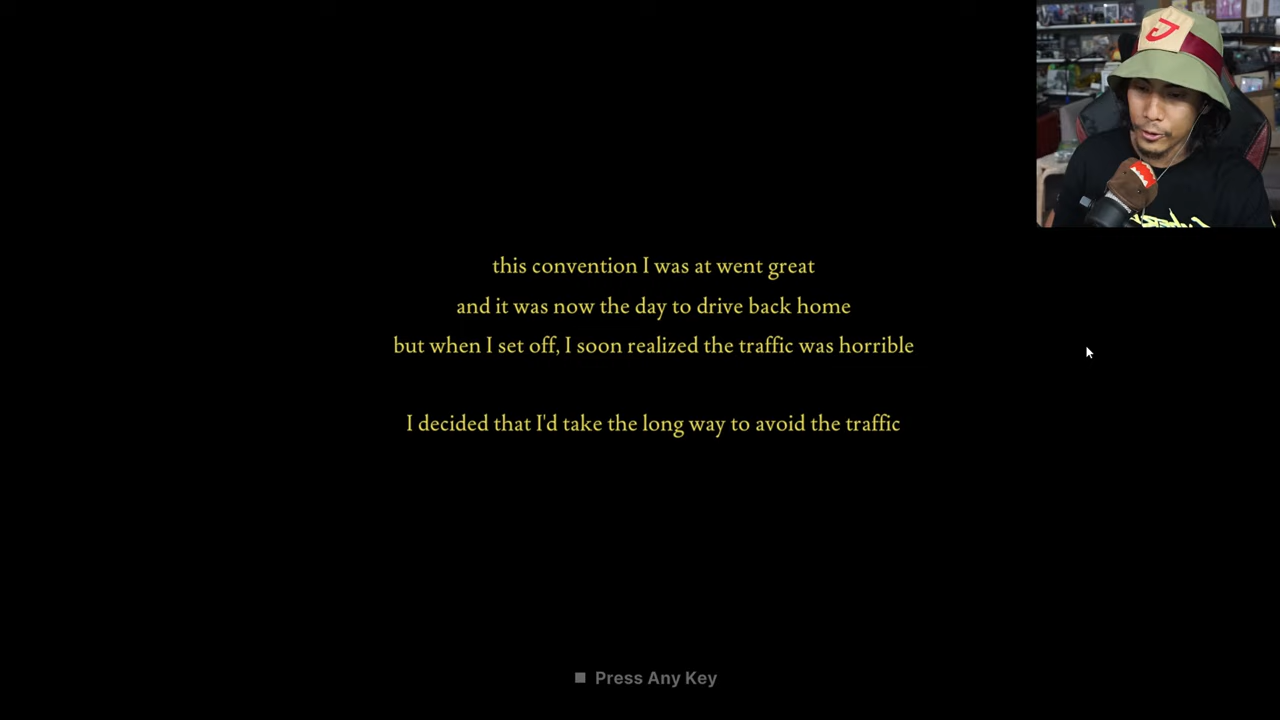 this convention I was at went great
and it was now the day to drive back home
but when I set off, I soon realized the traffic was horrible
I decided that I'd take the long way to avoid the traffic
Press Any Key